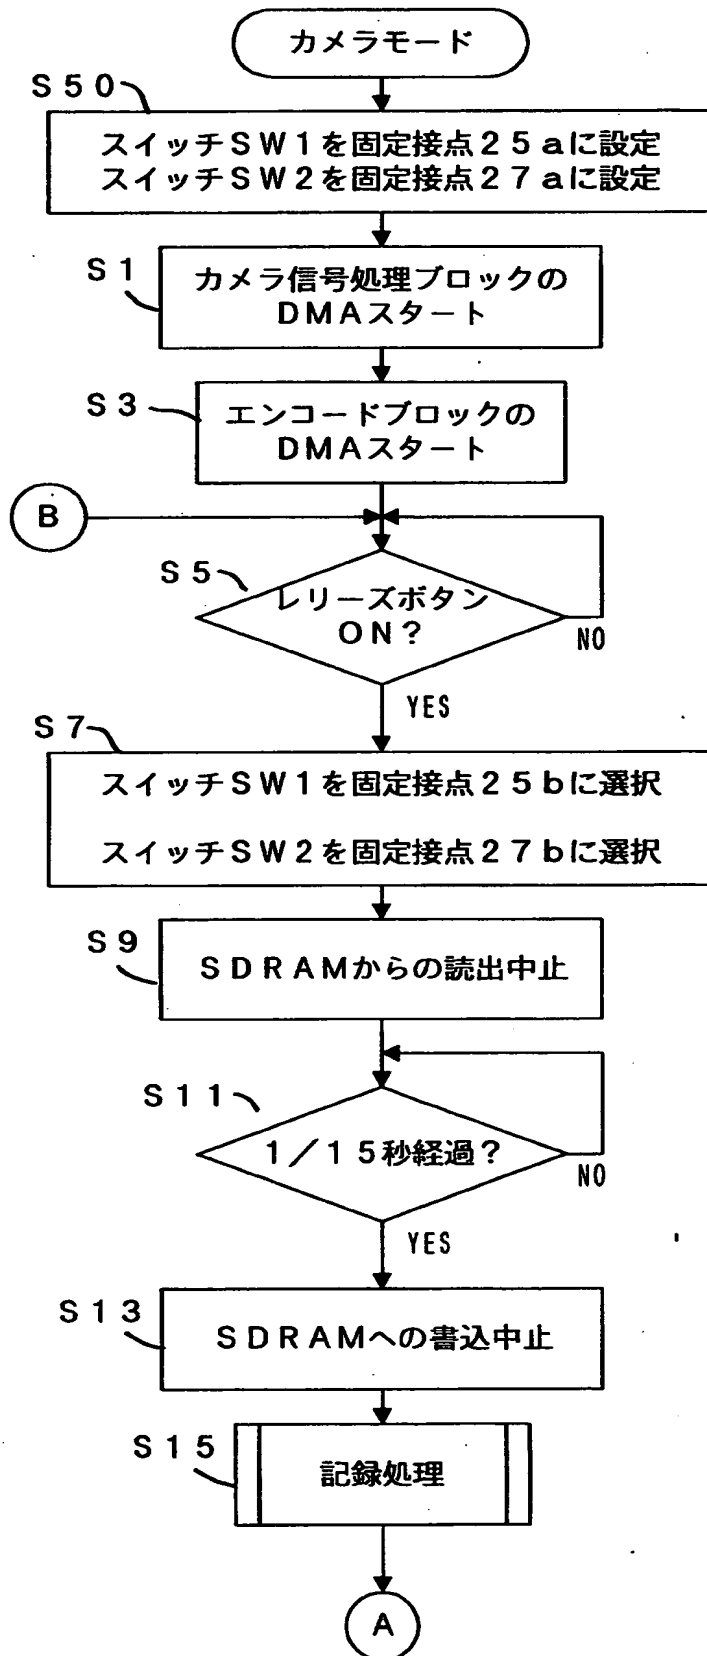 カメラモード
S50
スイッチSW1を固定接点25aに設定
スイッチSW2を固定接点27aに設定
S1
カメラ信号処理ブロックの
DMAスタート
S3
エンコードブロックの
DMAスタート
B
S5
レリーズボタン
ON?
NO
YES
S7
スイッチSW1を固定接点25bに選択
スイッチSW2を固定接点27bに選択
S9
SDRAMからの読出中止
S11
1/15秒経過?
NO
YES
S13
SDRAMへの書込中止
S15
記録処理
A